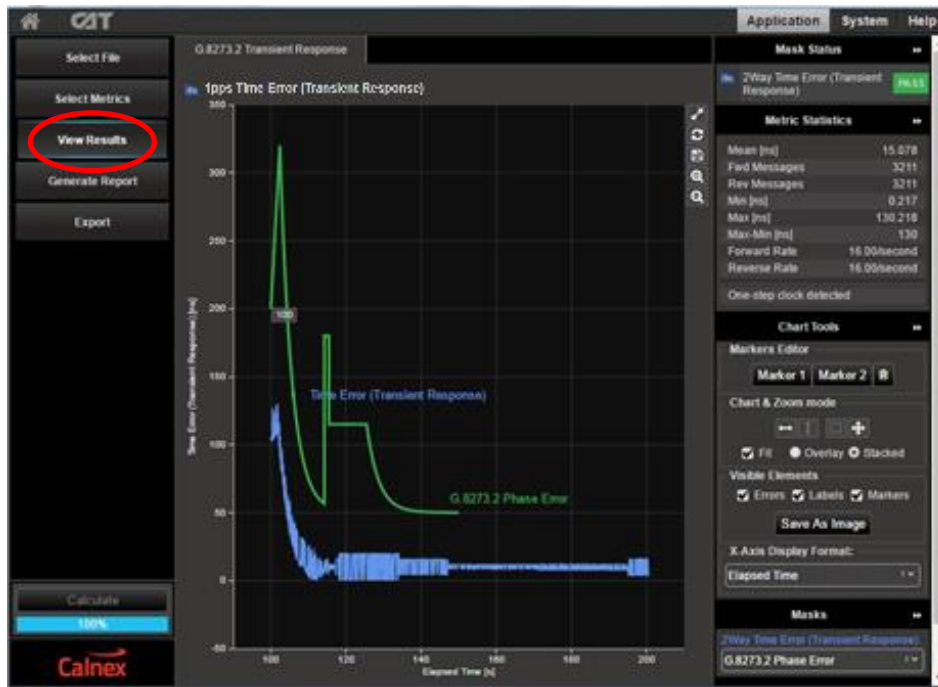 CAT
Application System Help
Select File
Select Metrics
View Results
Generate Report
Export
Calculate
100%
Calnex
G.8273.2 Transient Response
1pps Time Error (Transient Response)
350
300
250
200
150
100
50
0
-50
100
120
140
160
180
200
Time Error (Transient Response) [ns]
Elapsed Time [s]
100
Time Error (Transient Response)
G.8273.2 Phase Error
Mask Status
2Way Time Error (Transient
Response)
PASS
Metric Statistics
Mean [ns] 15.078
Fwd Messages 3211
Rev Messages 3211
Min [ns] 0.217
Max [ns] 130.218
Max-Min [ns] 130
Forward Rate 16.00/second
Reverse Rate 16.00/second
One-step clock detected
Chart Tools
Markers Editor
Marker 1 Marker 2 R
Chart & Zoom mode
Fit Overlay Stacked
Visible Elements
Errors Labels Markers
Save As Image
X-Axis Display Format:
Elapsed Time
Masks
2Way Time Error (Transient Response)
G.8273.2 Phase Error